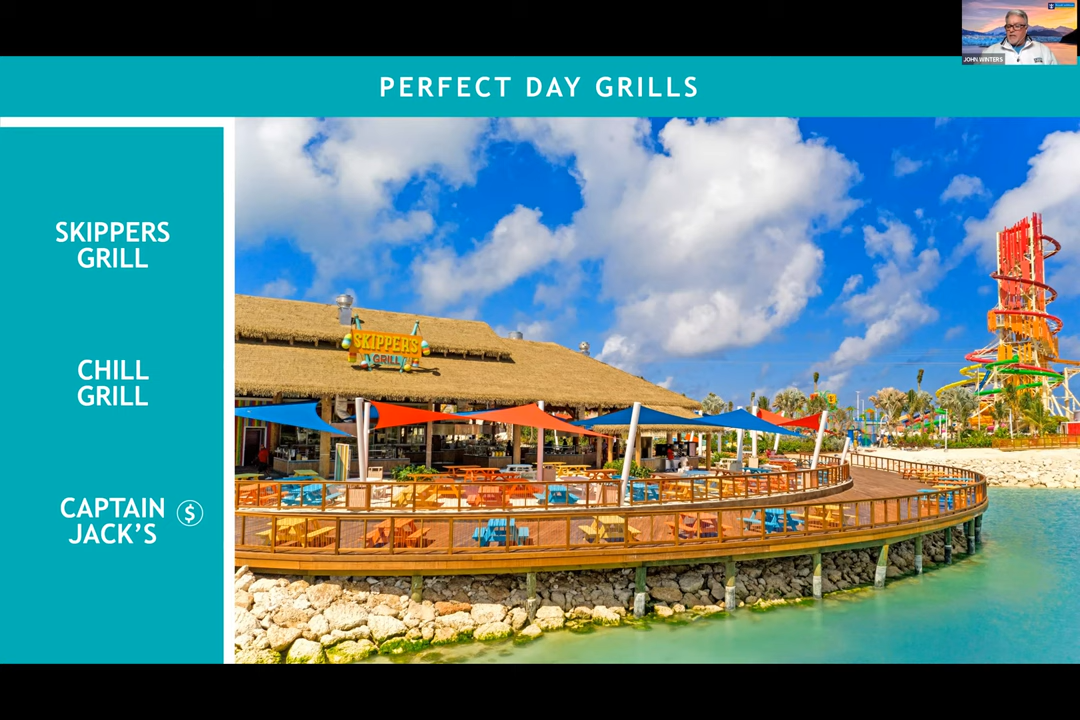 JOHN WINTERS
PERFECT DAY GRILLS
SKIPPERS
GRILL
CHILL
GRILL
CAPTAIN
JACK'S
$
SKIPPERS
GRILL